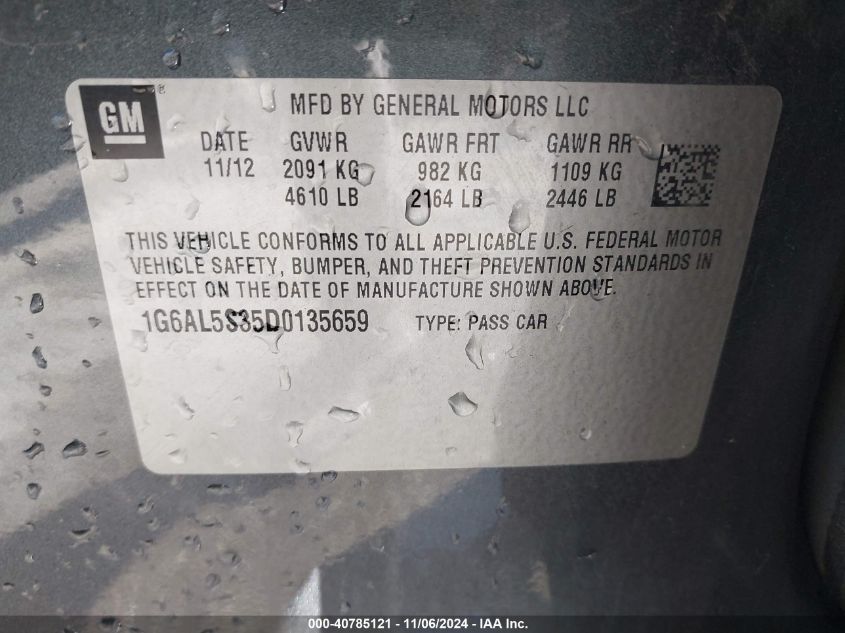 GM ®
MFD BY GENERAL MOTORS LLC
DATE GVWR GAWR FRT GAWR RR
11/12 2091 KG 982 KG 1109 KG
4610 LB 2164 LB 2446 LB
THIS VEHICLE CONFORMS TO ALL APPLICABLE U.S. FEDERAL MOTOR
VEHICLE SAFETY, BUMPER, AND THEFT PREVENTION STANDARDS IN
EFFECT ON THE DATE OF MANUFACTURE SHOWN ABOVE.
1G6AL5S35D0135659 TYPE: PASS CAR
000-40785121 - 11/06/2024 - IAA Inc.